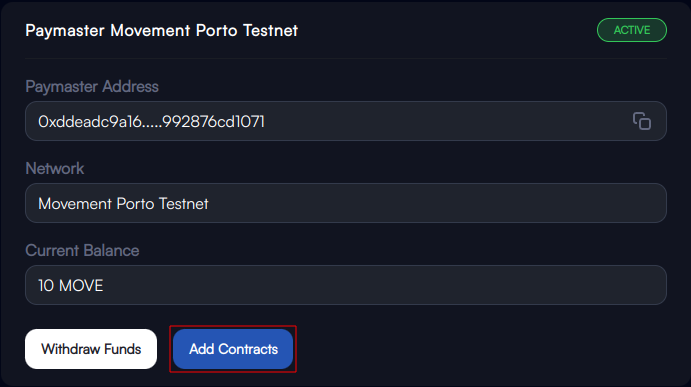 Paymaster Movement Porto Testnet
ACTIVE
Paymaster Address
0xddeadc9a16.....992876cd1071
Network
Movement Porto Testnet
Current Balance
10 MOVE
Withdraw Funds
Add Contracts